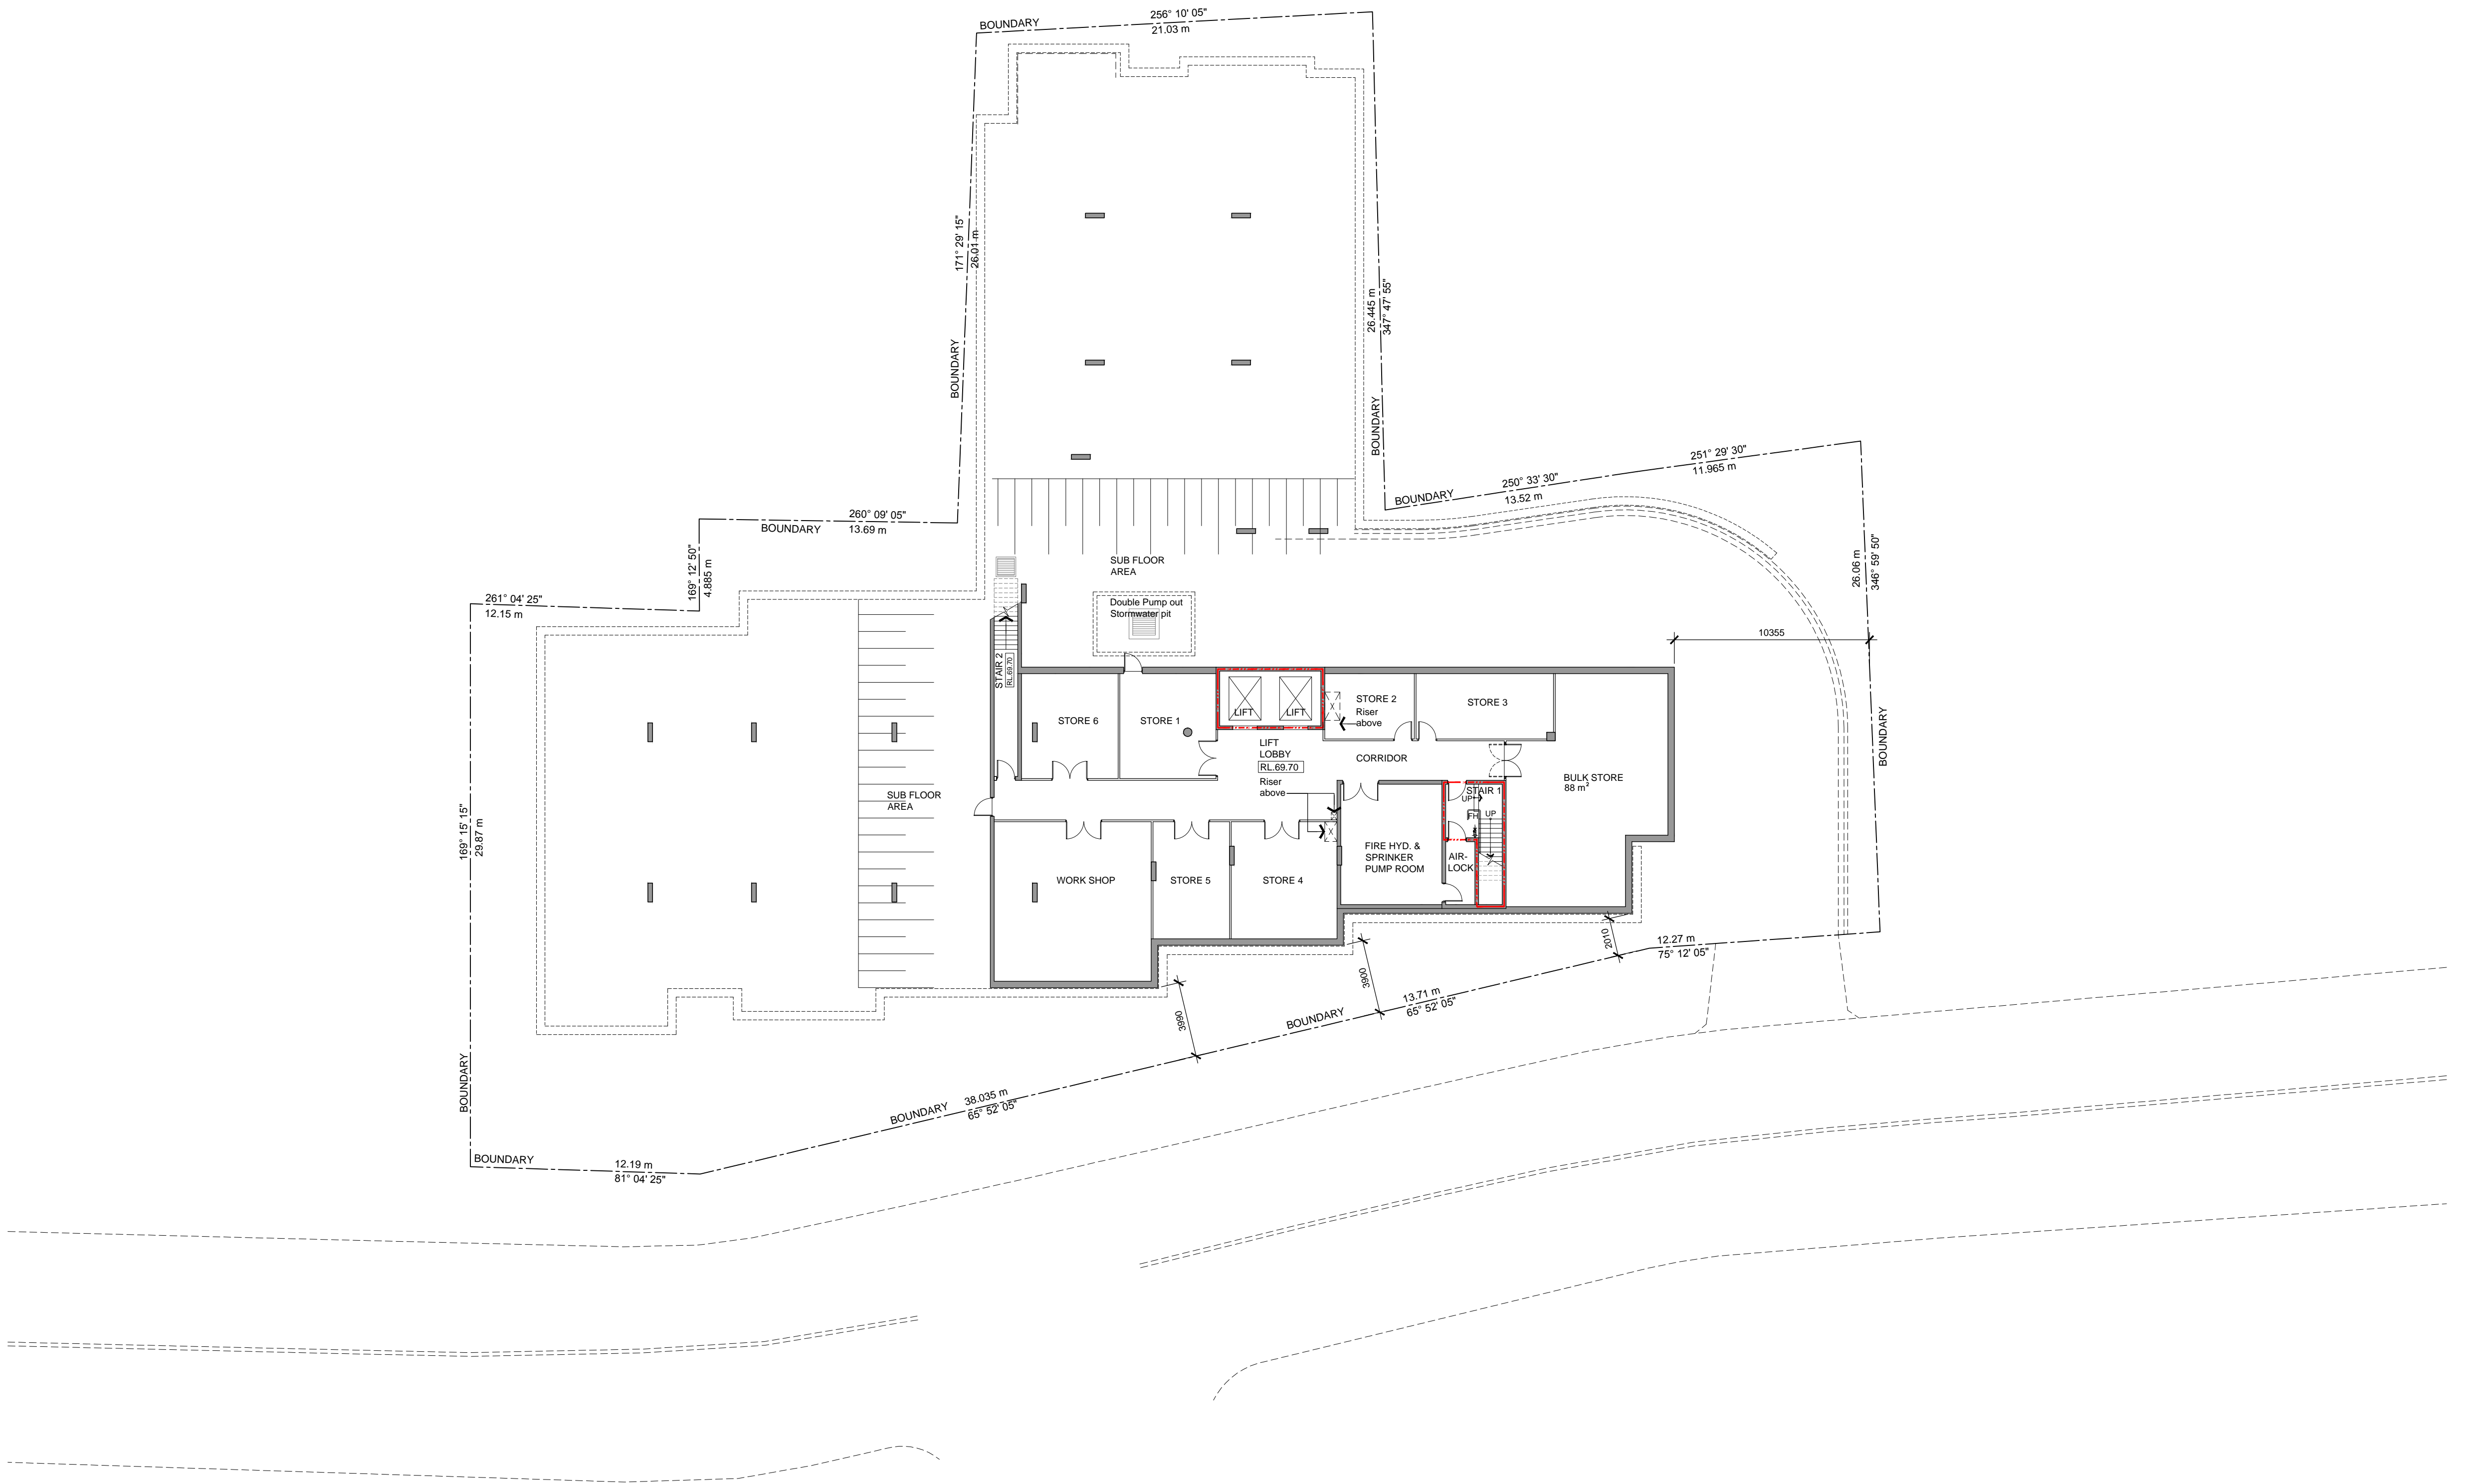 BOUNDARY
256° 10' 05"
21.03 m
171° 29' 15"
26.01 m
BOUNDARY
26.445 m
347° 47' 55"
BOUNDARY
251° 29' 30"
11.965 m
250° 33' 30"
13.52 m
BOUNDARY
260° 09' 05"
13.69 m
BOUNDARY
169° 12' 50"
4.885 m
261° 04' 25"
12.15 m
26.06 m
346° 59' 50"
BOUNDARY
10355
SUB FLOOR
AREA
Double Pump out
Stormwater pit
STAIR 2
RL.69.70
STORE 6
STORE 1
LIFT
LIFT
STORE 2
Riser
above
STORE 3
LIFT
LOBBY
RL.69.70
Riser
above
CORRIDOR
BULK STORE
88 m²
STAIR 1
UP
FH
UP
SUB FLOOR
AREA
FIRE HYD. &
SPRINKER
PUMP ROOM
AIR-
LOCK
WORK SHOP
STORE 5
STORE 4
X
X
169° 15' 15"
29.87 m
BOUNDARY
2010
12.27 m
75° 12' 05"
3900
13.71 m
65° 52' 05"
BOUNDARY
3990
BOUNDARY
38.035 m
65° 52' 05"
BOUNDARY
12.19 m
81° 04' 25"